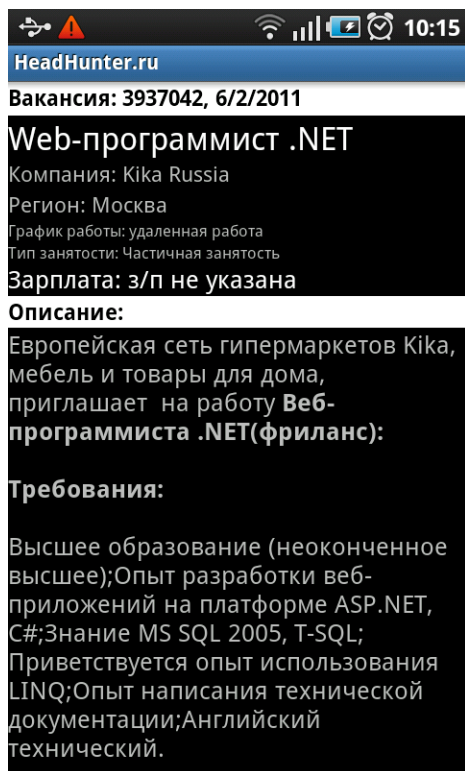 10:15
HeadHunter.ru
Вакансия: 3937042, 6/2/2011
Web-программист .NET
Компания: Kika Russia
Регион: Москва
График работы: удаленная работа
Тип занятости: Частичная занятость
Зарплата: з/п не указана
Описание:
Европейская сеть гипермаркетов Kika,
мебель и товары для дома,
приглашает  на работу Веб-
программиста .NET(фриланс):
Требования:
Высшее образование (неоконченное
высшее);Опыт разработки веб-
приложений на платформе ASP.NET,
C#;Знание MS SQL 2005, T-SQL;
Приветствуется опыт использования
LINQ;Опыт написания технической
документации;Английский
технический.